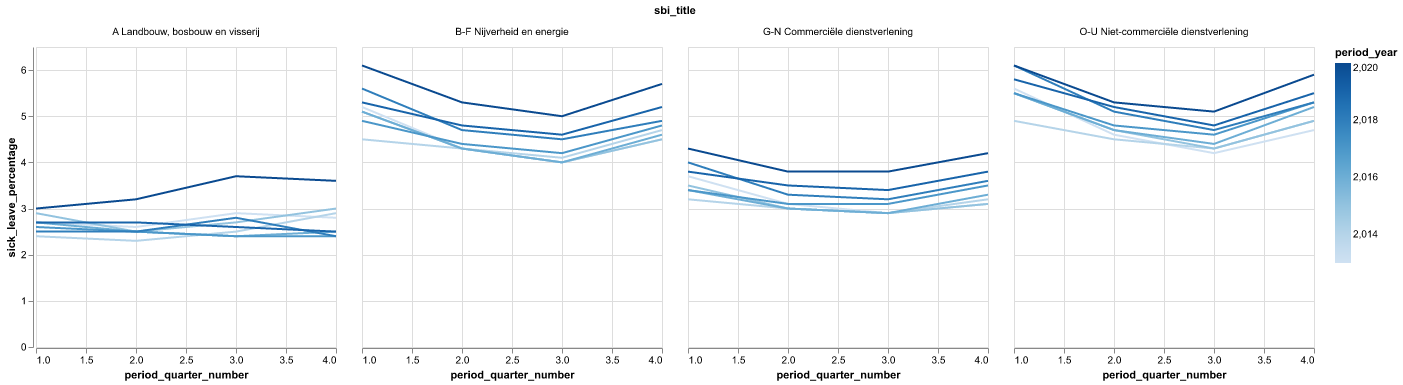 sbi_title
A Landbouw, bosbouw en visserij
B-F Nijverheid en energie
G-N Commerciële dienstverlening
O-U Niet-commerciële dienstverlening
sick_leave_percentage
6
5
4
3
2
1
0
1.0 1.5 2.0 2.5 3.0 3.5 4.0
1.0 1.5 2.0 2.5 3.0 3.5 4.0
1.0 1.5 2.0 2.5 3.0 3.5 4.0
1.0 1.5 2.0 2.5 3.0 3.5 4.0
period_quarter_number
period_quarter_number
period_quarter_number
period_quarter_number
period_year
2,020
2,018
2,016
2,014